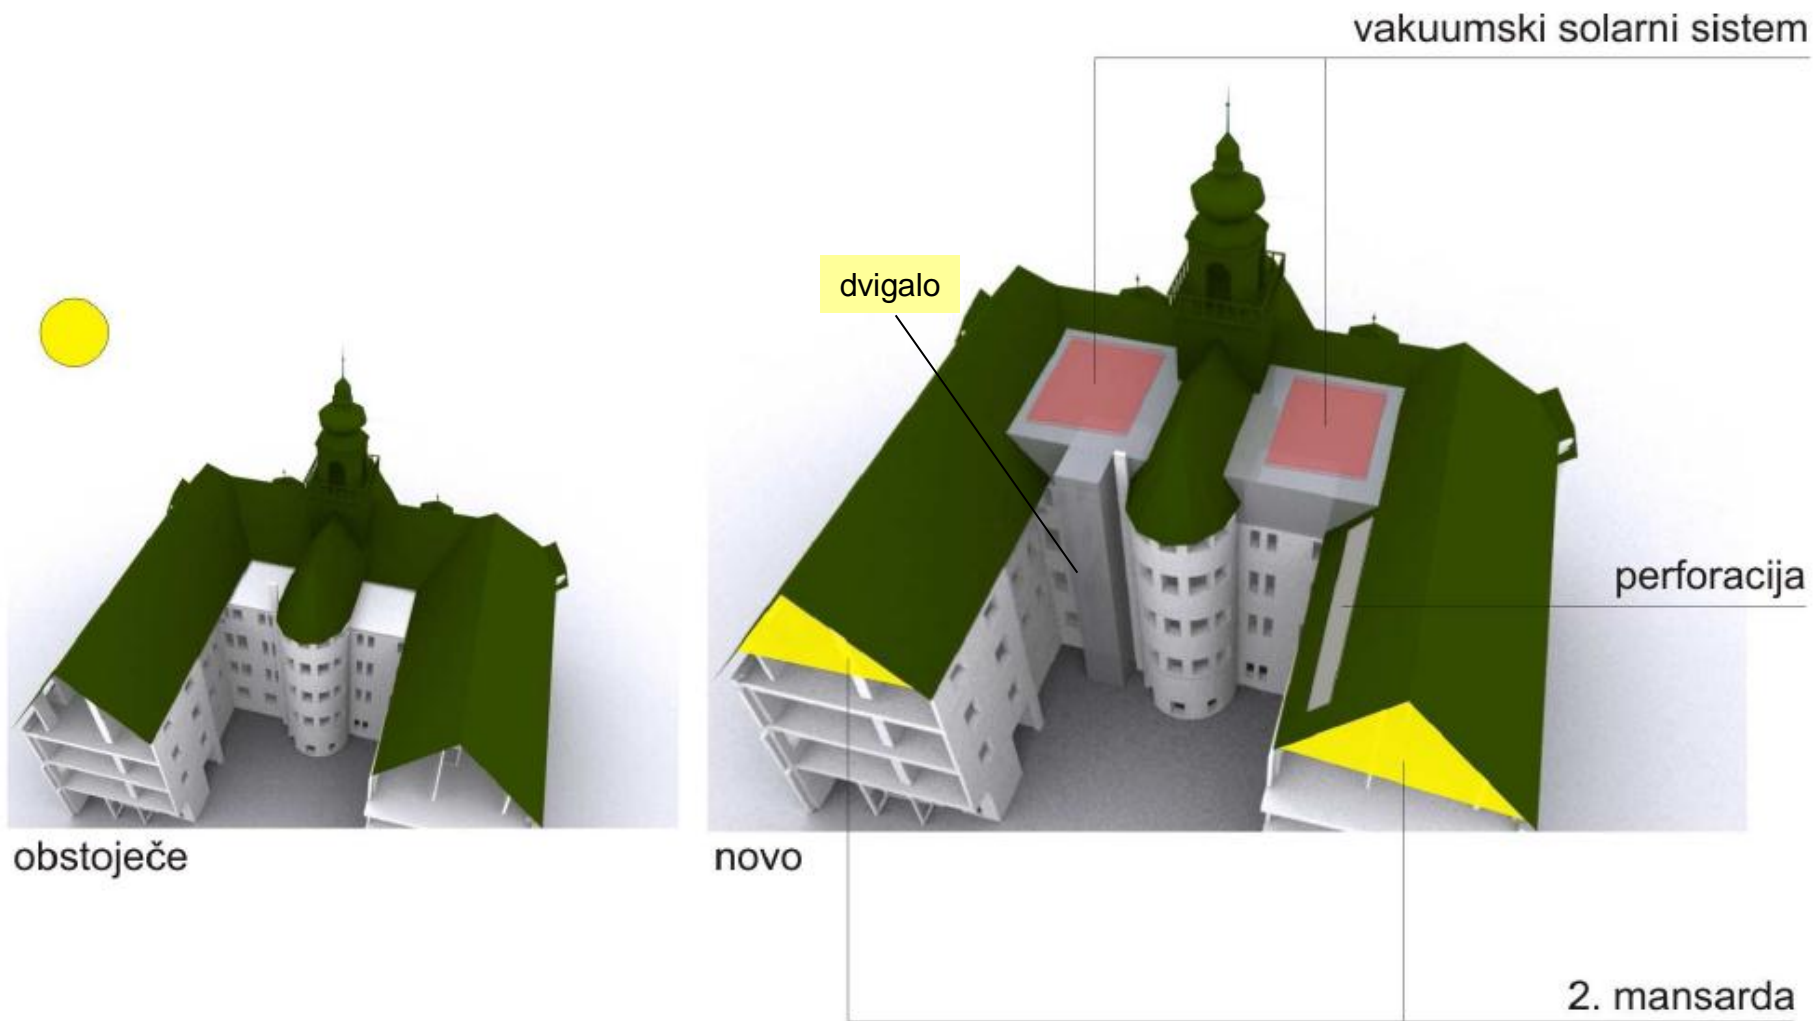 vakuumski solarni sistem
dvigalo
perforacija
obstoječe
novo
2. mansarda